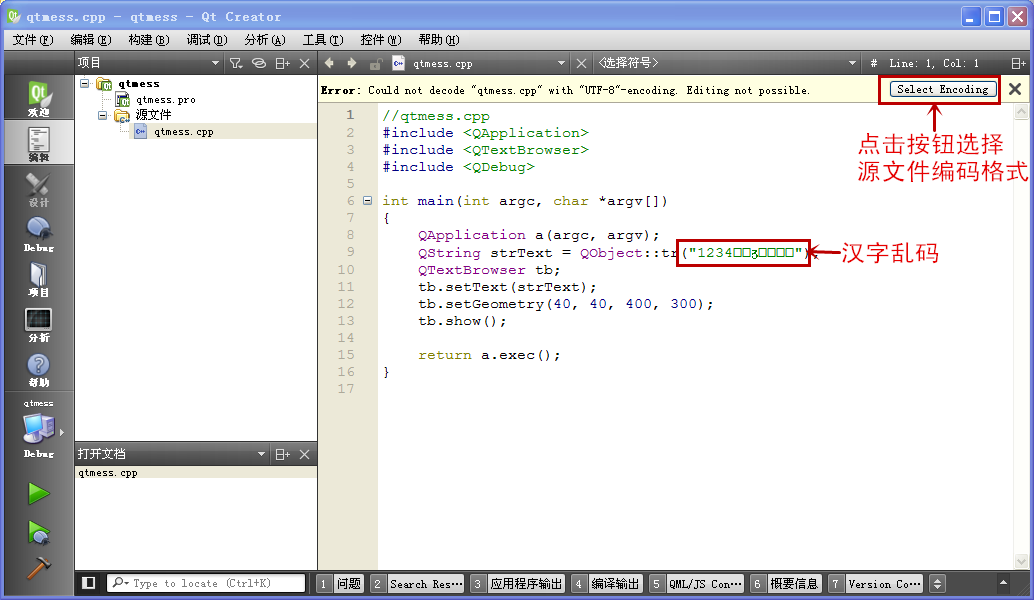 qtmess.cpp - qtmess - Qt Creator
文件(F) 编辑(E) 构建(B) 调试(D) 分析(A) 工具(T) 控件(W) 帮助(H)
项目 qtmess.cpp <选择符号> # Line: 1, Col: 1
Error: Could not decode "qtmess.cpp" with "UTF-8"-encoding. Editing not possible. Select Encoding
点击按钮选择
源文件编码格式
欢迎
编辑
设计
Debug
项目
分析
帮助
qtmess
Debug
qtmess
qtmess.pro
源文件
qtmess.cpp
打开文档
qtmess.cpp
1 //qtmess.cpp
2 #include <QApplication>
3 #include <QTextBrowser>
4 #include <QDebug>
5
6 int main(int argc, char *argv[])
7 {
8 QApplication a(argc, argv);
9 QString strText = QObject::tr("1234□□ʒ□□□□");
汉字乱码
10 QTextBrowser tb;
11 tb.setText(strText);
12 tb.setGeometry(40, 40, 400, 300);
13 tb.show();
14
15 return a.exec();
16 }
17
Type to locate (Ctrl+K) 1 问题 2 Search Res··· 3 应用程序输出 4 编译输出 5 QML/JS Con··· 6 概要信息 7 Version Co···